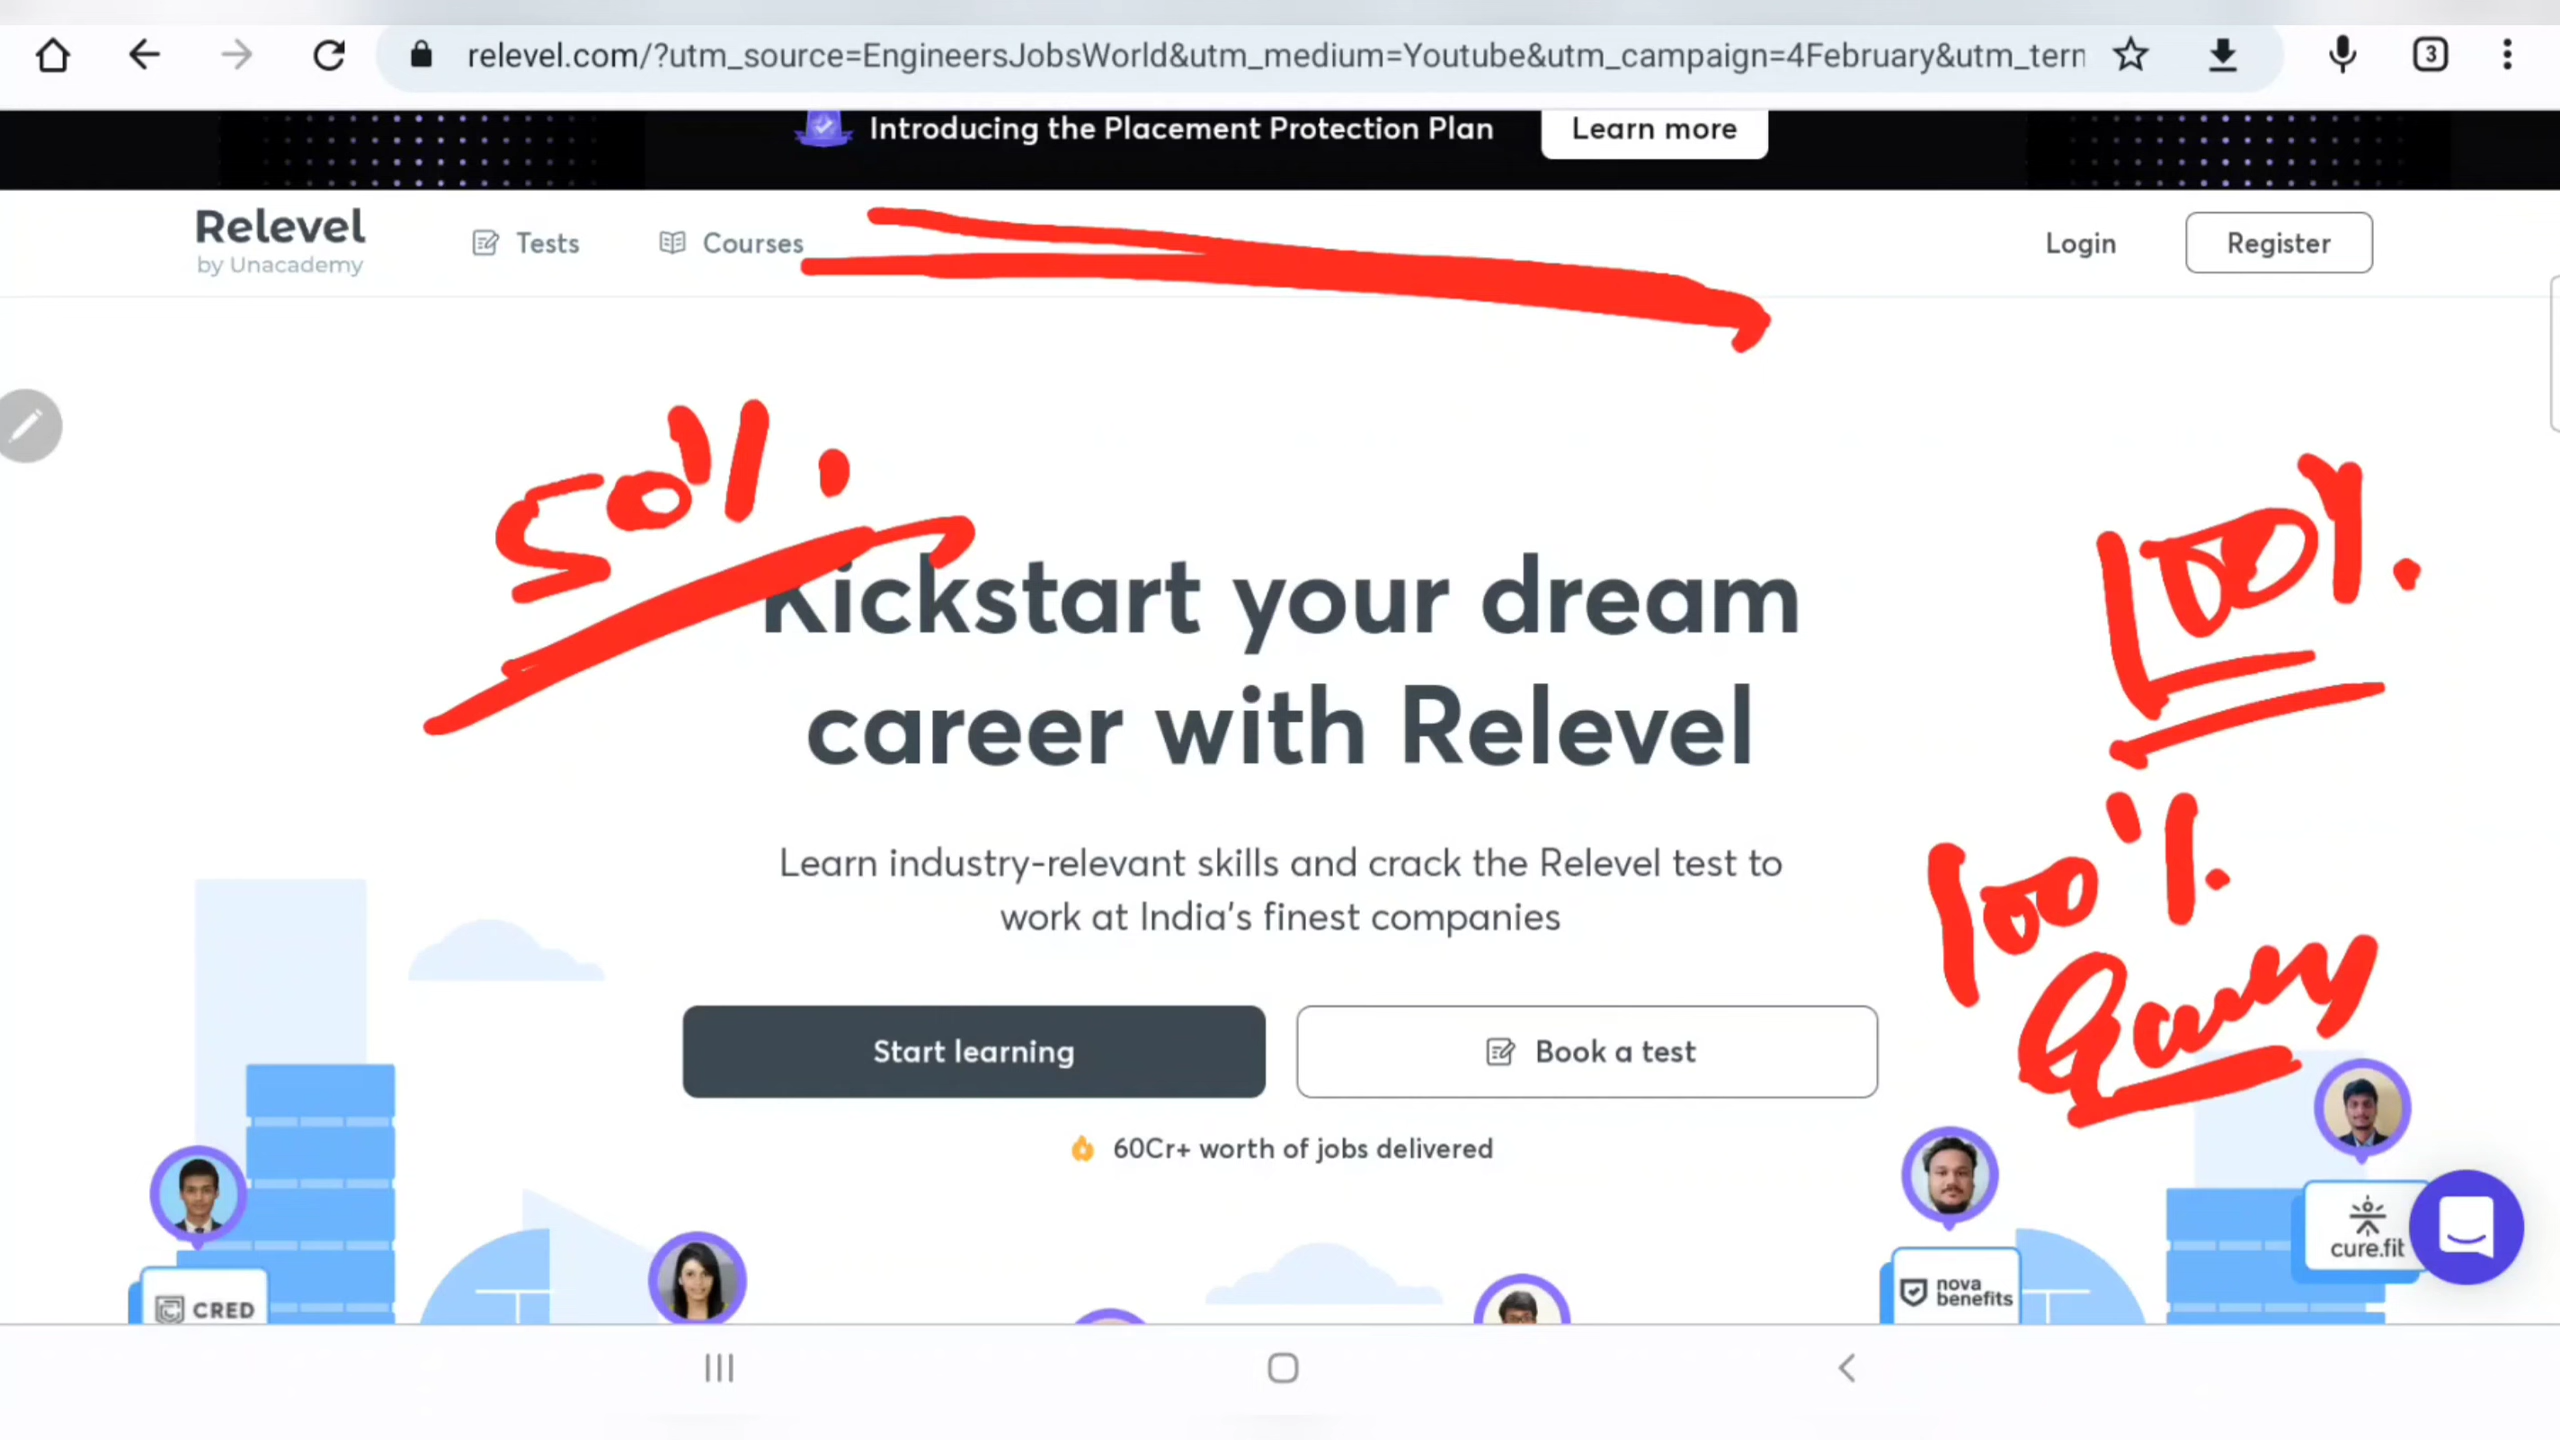 relevel.com/?utm_source=EngineersJobsWorld&utm_medium=Youtube&utm_campaign=4February&utm_tern
3
Introducing the Placement Protection Plan
Learn more
Relevel
by Unacademy
Tests
Courses
Login
Register
50%
100%
Kickstart your dream
career with Relevel
100%
Learn industry-relevant skills and crack the Relevel test to
work at India's finest companies
Start learning
Book a test
60Cr+ worth of jobs delivered
CRED
nova
benefits
cure.fit